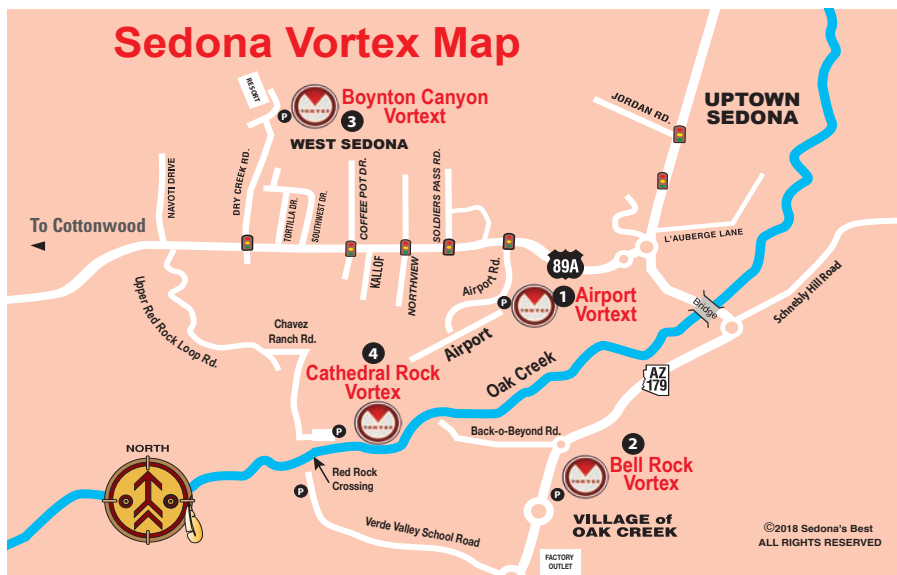 Sedona Vortex Map
RESORT
P
VORTEX
3
Boynton Canyon
Vortext
WEST SEDONA
JORDAN RD.
UPTOWN
SEDONA
NAVOTI DRIVE
DRY CREEK RD.
TORTILLA DR.
SOUTHWEST DR.
COFFEE POT DR.
KALLOF
NORTHVIEW
SOLDIERS PASS RD.
To Cottonwood
L'AUBERGE LANE
89A
Airport Rd.
P
VORTEX
1
Airport
Vortext
Bridge
Schnebly Hill Road
Upper Red Rock Loop Rd.
Chavez
Ranch Rd.
Airport
Oak Creek
4
Cathedral Rock
Vortex
VORTEX
P
AZ
179
Back-o-Beyond Rd.
2
Bell Rock
Vortex
VORTEX
P
NORTH
Red Rock
Crossing
P
Verde Valley School Road
VILLAGE of
OAK CREEK
FACTORY
OUTLET
©2018 Sedona's Best
ALL RIGHTS RESERVED